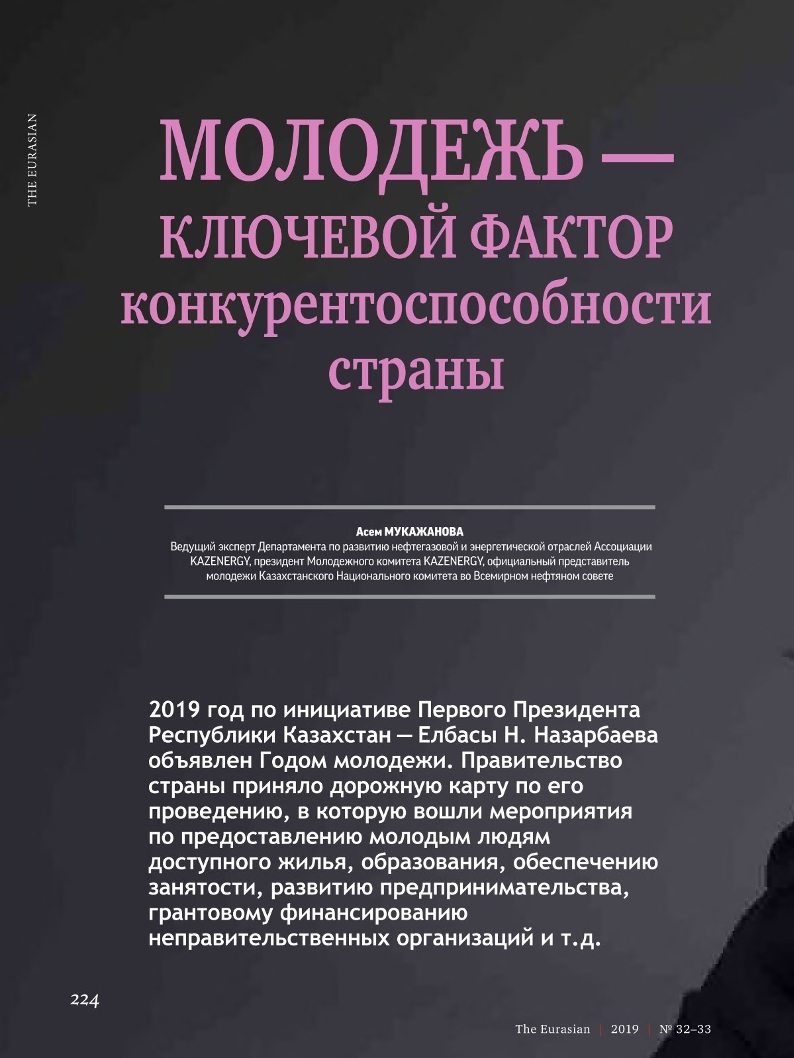 THE EURASIAN
МОЛОДЕЖЬ —
КЛЮЧЕВОЙ ФАКТОР
конкурентоспособности
страны
Асем МУКАЖАНОВА
Ведущий эксперт Департамента по развитию нефтегазовой и энергетической отраслей Ассоциации
KAZENERGY, президент Молодежного комитета KAZENERGY, официальный представитель
молодежи Казахстанского Национального комитета во Всемирном нефтяном совете
2019 год по инициативе Первого Президента
Республики Казахстан — Елбасы Н. Назарбаева
объявлен Годом молодежи. Правительство
страны приняло дорожную карту по его
проведению, в которую вошли мероприятия
по предоставлению молодым людям
доступного жилья, образования, обеспечению
занятости, развитию предпринимательства,
грантовому финансированию
неправительственных организаций и т.д.
224
The Eurasian | 2019 | № 32–33